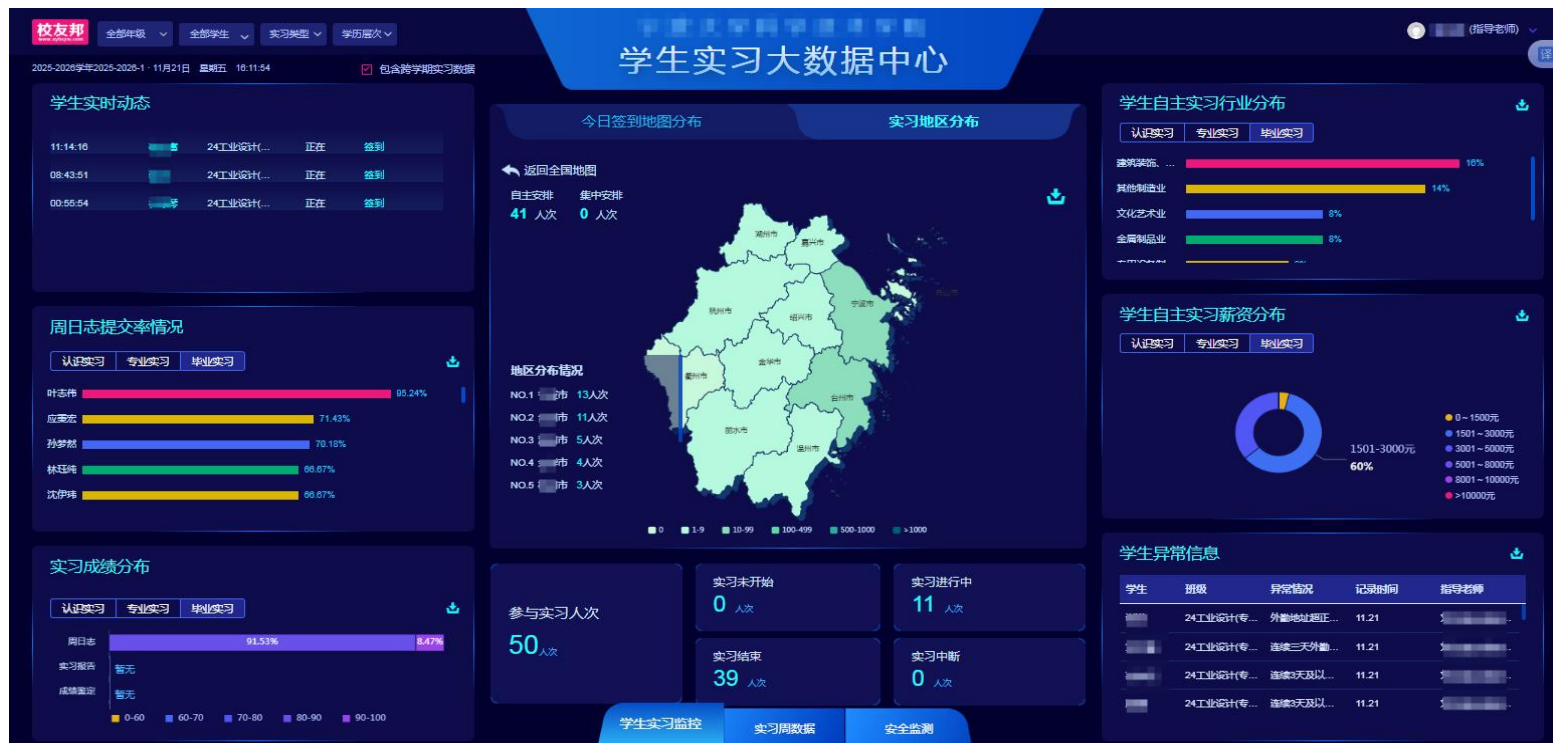 校友邦
www.xybsyw.com
全部年级
全部学生
实习类型
学历层次
学生实习大数据中心
(指导老师)
译
2025-2026学年2025-2026-1 · 11月21日 星期五 16:11:54
包含跨学期实习数据
学生实时动态
11:14:16 24工业设计(... 正在 签到
08:43:51 24工业设计(... 正在 签到
00:55:54 24工业设计(... 正在 签到
周日志提交率情况
认识实习 专业实习 毕业实习
叶志伟 95.24%
应雯宏 71.43%
孙梦然 70.18%
林珏纯 66.67%
沈伊玮 66.67%
实习成绩分布
认识实习 专业实习 毕业实习
周日志 91.53% 8.47%
实习报告 暂无
成绩鉴定 暂无
0-60 60-70 70-80 80-90 90-100
今日签到地图分布
实习地区分布
返回全国地图
自主安排 集中安排
41 人次 0 人次
湖州市
嘉兴市
杭州市
绍兴市
宁波市
舟山市
衢州市
金华市
台州市
丽水市
温州市
地区分布情况
NO.1 市 13人次
NO.2 市 11人次
NO.3 市 5人次
NO.4 市 4人次
NO.5 市 3人次
0 1-9 10-99 100-499 500-1000 >1000
参与实习人次
50人次
实习未开始
0 人次
实习进行中
11 人次
实习结束
39 人次
实习中断
0 人次
学生实习监控
实习周数据
安全监测
学生自主实习行业分布
认识实习 专业实习 毕业实习
建筑装饰、... 16%
其他制造业 14%
文化艺术业 8%
金属制品业 8%
学生自主实习薪资分布
认识实习 专业实习 毕业实习
1501-3000元
60%
0~1500元
1501~3000元
3001~5000元
5001~8000元
8001~10000元
>10000元
学生异常信息
学生 班级 异常情况 记录时间 指导老师
24工业设计(专... 外勤地址超正... 11.21
24工业设计(专... 连续三天外勤... 11.21
24工业设计(专... 连续3天及以... 11.21
24工业设计(专... 连续3天及以... 11.21